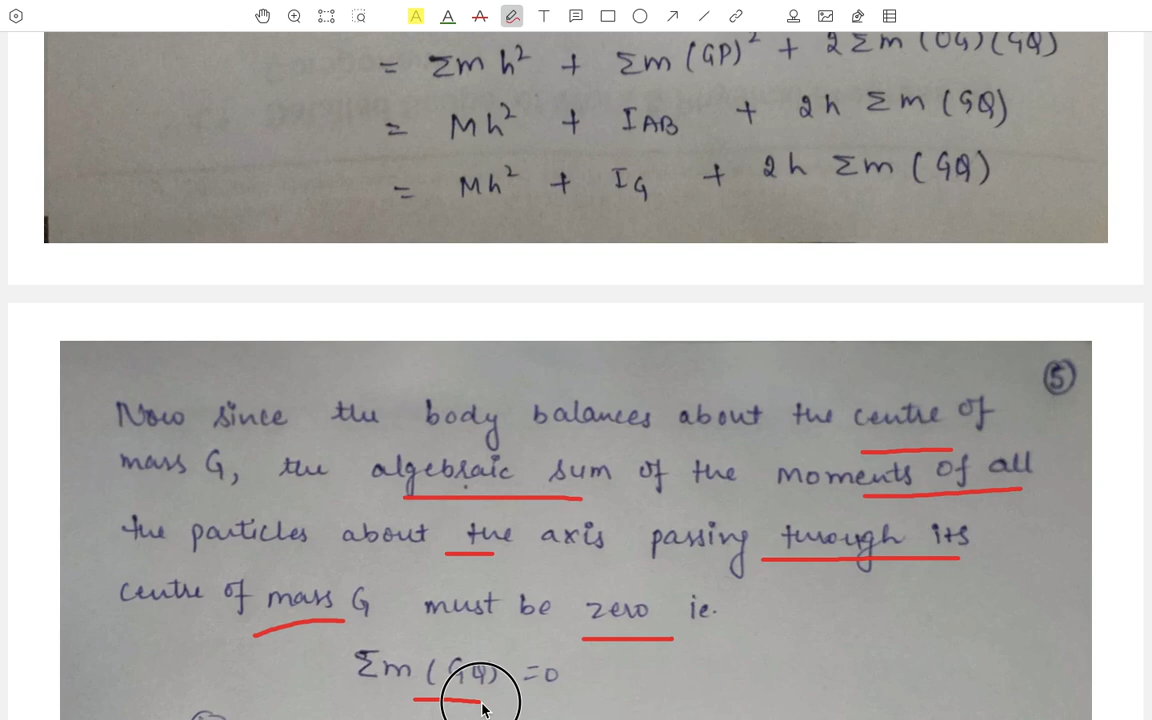 = Σm h² + Σm (GP)² + 2 Σm (OG)(GQ)
= Mh² + I_AB + 2h Σm (GQ)
= Mh² + I_G + 2h Σm (GQ)
5
Now since the body balances about the centre of
mass G, the algebraic sum of the moments of all
the particles about the axis passing through its
centre of mass G must be zero ie.
Σm (GQ) = 0